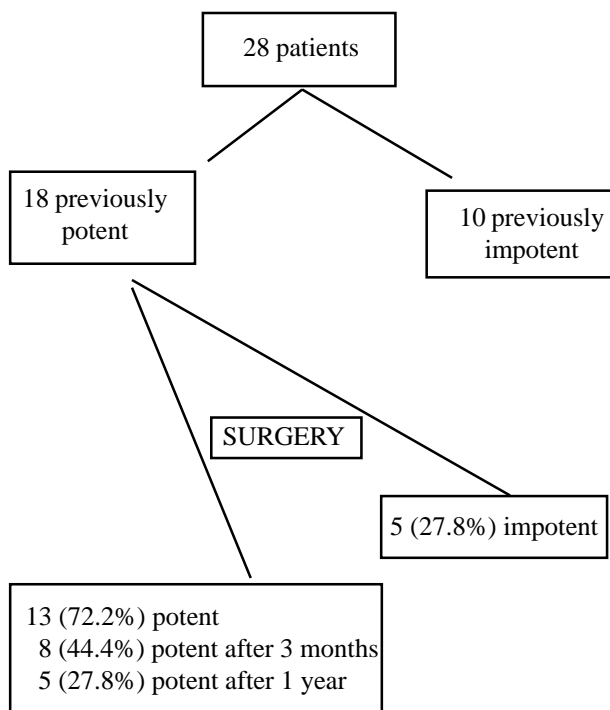 28 patients
18 previously
potent
10 previously
impotent
SURGERY
5 (27.8%) impotent
13 (72.2%) potent
8 (44.4%) potent after 3 months
5 (27.8%) potent after 1 year